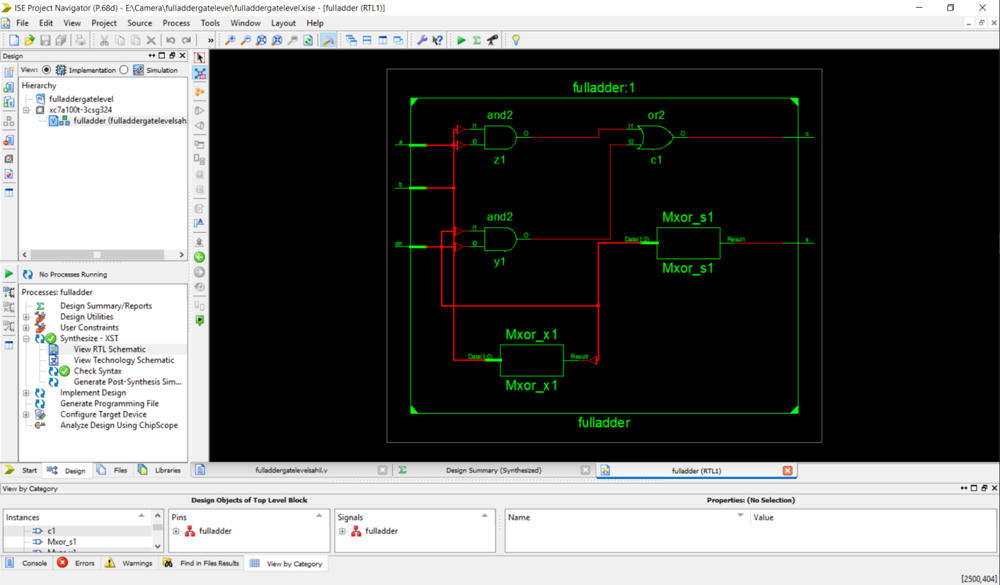 ISE Project Navigator (P.68d) - E:\Camera\fulladdergatelevel\fulladdergatelevel.xise - [fulladder (RTL1)]
File Edit View Project Source Process Tools Window Layout Help
»
Design
View: Implementation Simulation
Hierarchy
fulladdergatelevel
xc7a100t-3csg324
fulladder (fulladdergatelevelsah
No Processes Running
Processes: fulladder
Design Summary/Reports
Design Utilities
User Constraints
Synthesize - XST
View RTL Schematic
View Technology Schematic
Check Syntax
Generate Post-Synthesis Sim...
Implement Design
Generate Programming File
Configure Target Device
Analyze Design Using ChipScope
Start Design Files Libraries
fulladder:1
and2
or2
I1
O
I0
z1
I1
O
I0
c1
a
b
cin
c
s
and2
I1
O
I0
y1
Mxor_s1
Data(1:0)
Result
Mxor_s1
Mxor_x1
Data(1:0)
Result
Mxor_x1
fulladder
fulladdergatelevelsahil.v
Design Summary (Synthesized)
fulladder (RTL1)
View by Category
Design Objects of Top Level Block
Properties: (No Selection)
Instances
c1
Mxor_s1
Mxor_x1
Pins
fulladder
Signals
fulladder
Name Value
Console Errors Warnings Find in Files Results View by Category
[2500,404]